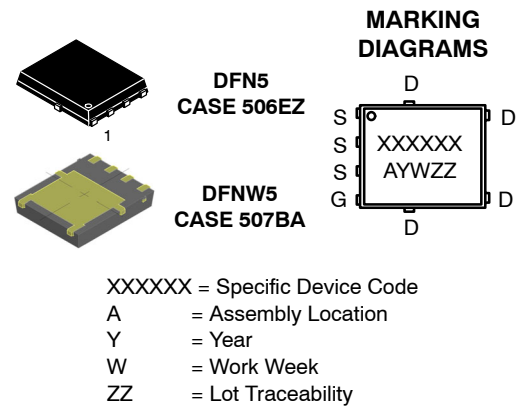 MARKING
DIAGRAMS
DFN5
CASE 506EZ
1
DFNW5
CASE 507BA
D
S
D
S
XXXXXX
S
AYWZZ
G
D
D
XXXXXX = Specific Device Code
A = Assembly Location
Y = Year
W = Work Week
ZZ = Lot Traceability